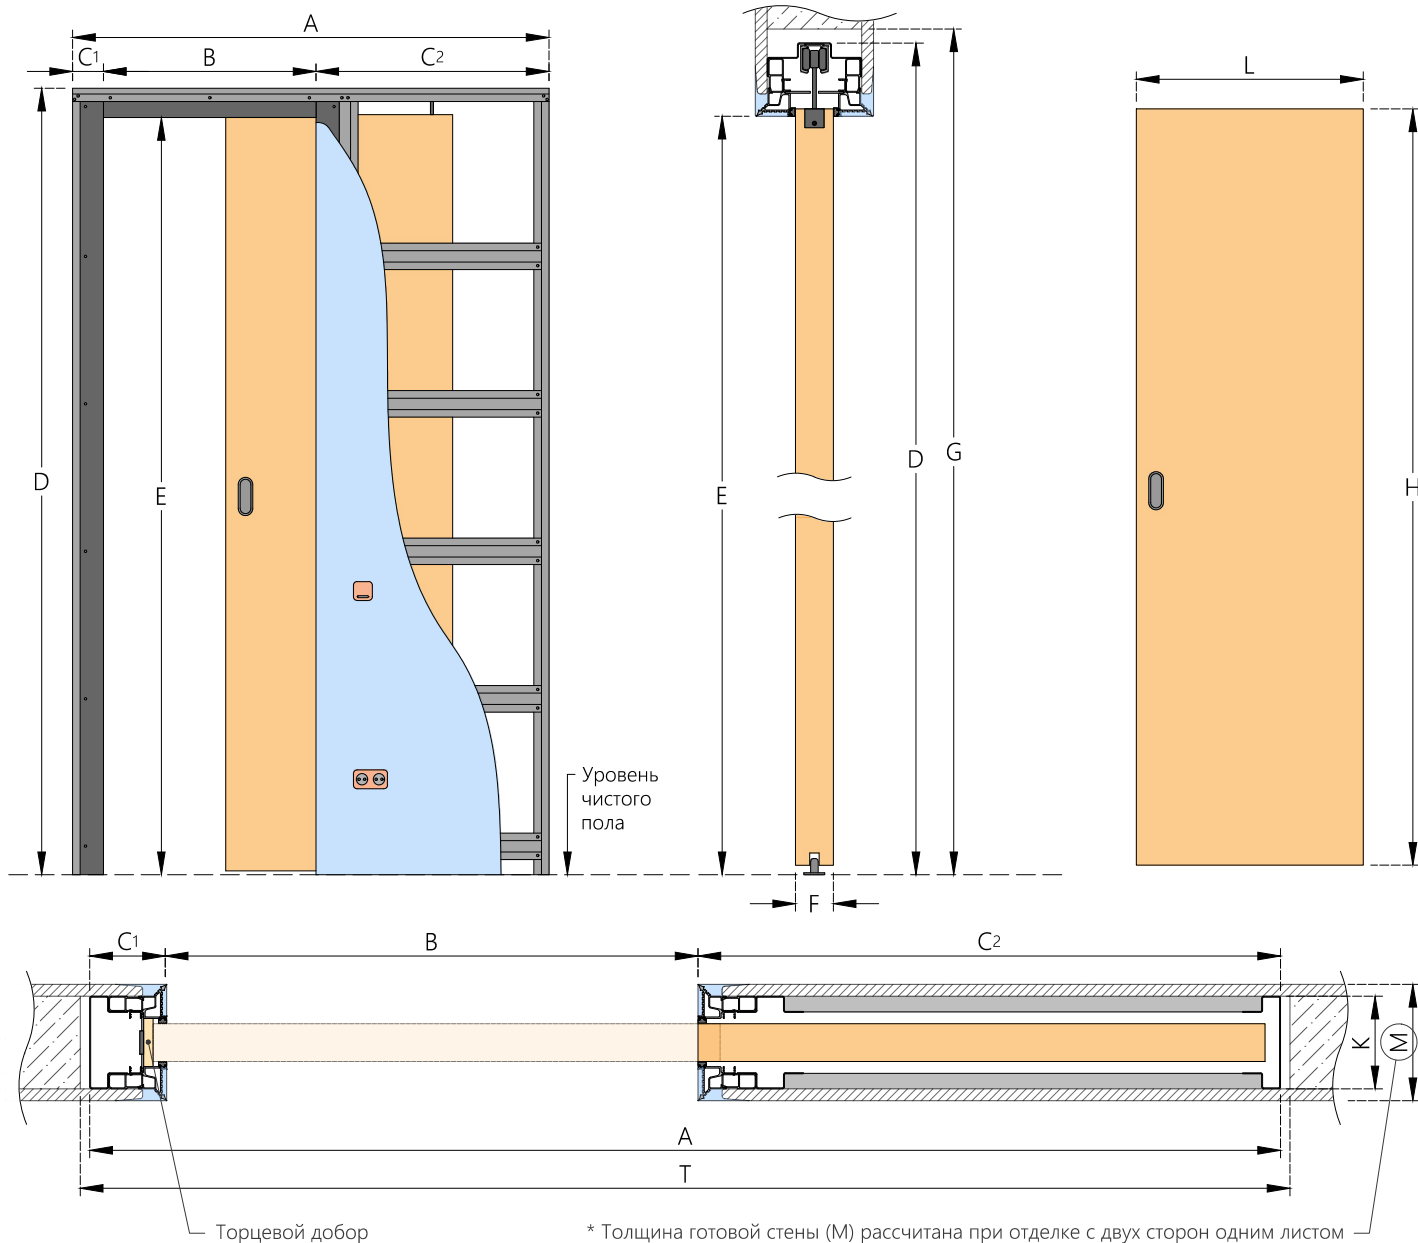 A
C1
B
C2
D
E
Уровень
чистого
пола
E
D
G
F
L
H
C1
B
C2
K
M
A
T
Торцевой добор
* Толщина готовой стены (М) рассчитана при отделке с двух сторон одним листом